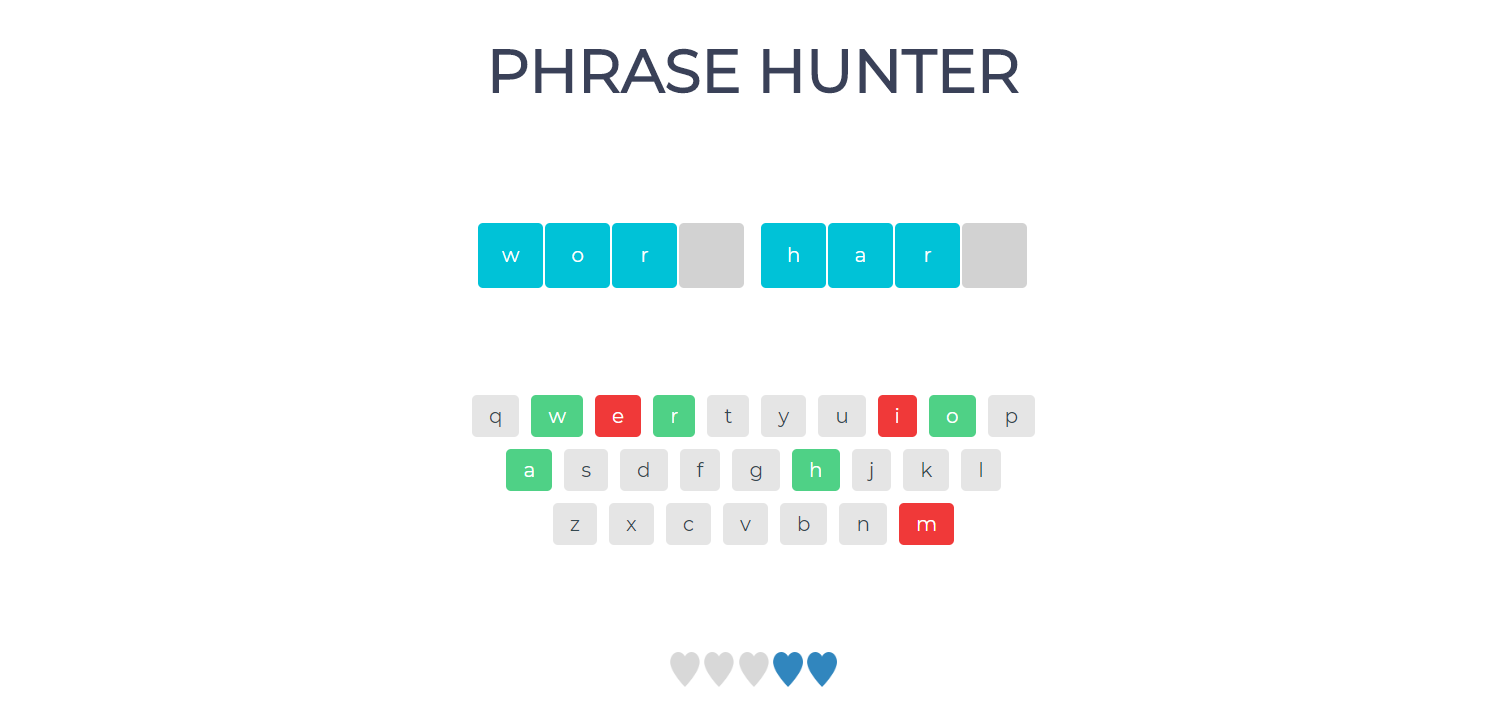 PHRASE HUNTER
w o r h a r
q w e r t y u i o p
a s d f g h j k l
z x c v b n m